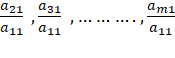 a₂₁/a₁₁ , a₃₁/a₁₁ , … … … . , aₘ₁/a₁₁